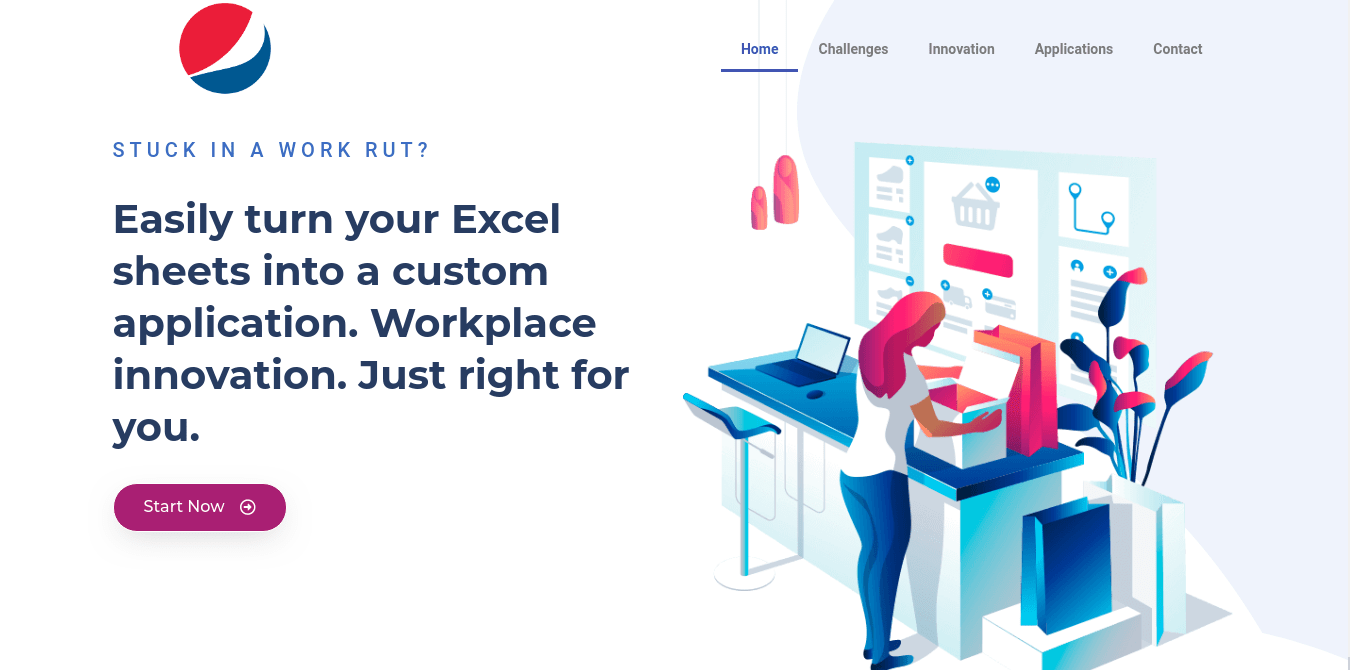 Home Challenges Innovation Applications Contact
STUCK IN A WORK RUT?
Easily turn your Excel
sheets into a custom
application. Workplace
innovation. Just right for
you.
Start Now